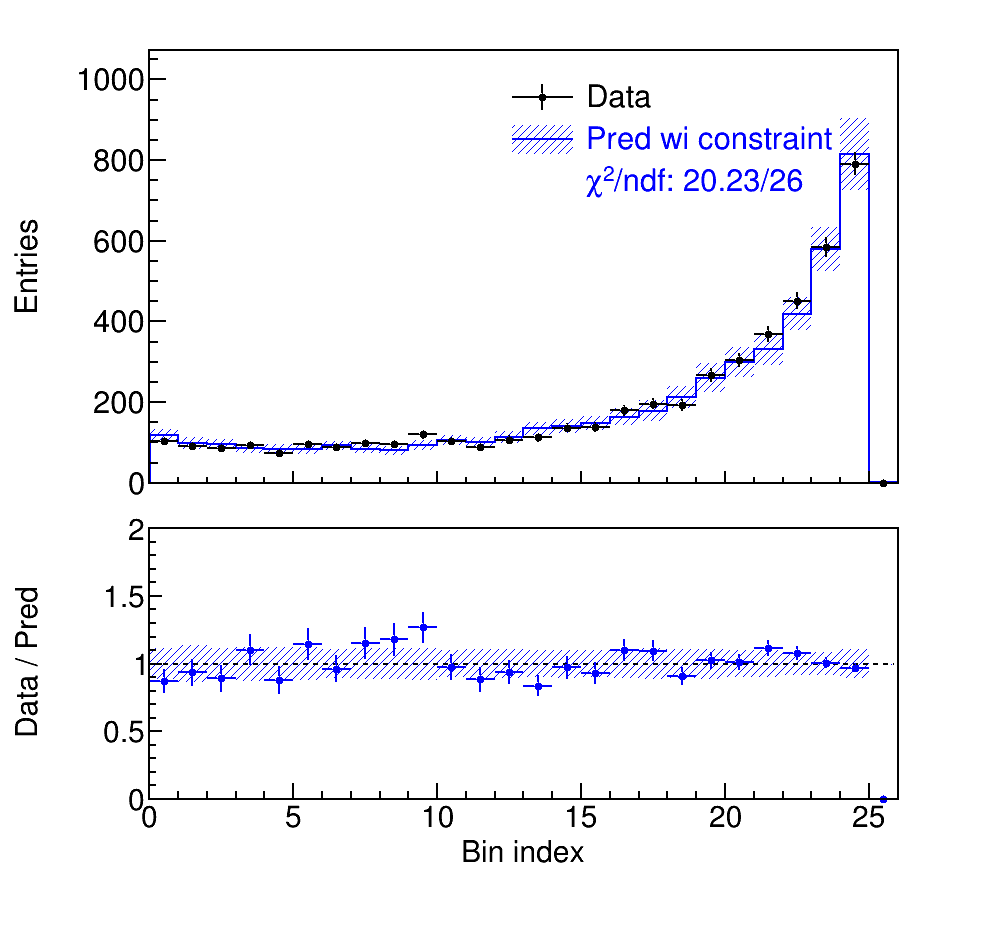 1000
800
600
400
200
0
Entries
Data
Pred wi constraint
χ²/ndf: 20.23/26
2
1.5
1
0.5
0
Data / Pred
0 5 10 15 20 25
Bin index